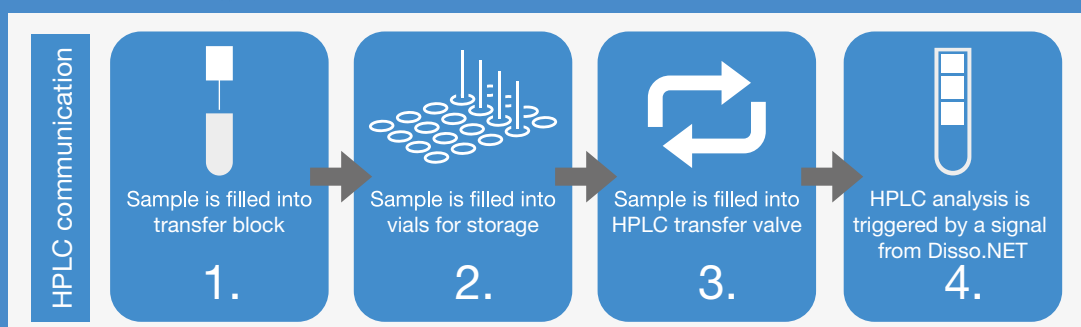 HPLC communication
Sample is filled into
transfer block
1.
Sample is filled into
vials for storage
2.
Sample is filled into
HPLC transfer valve
3.
HPLC analysis is
triggered by a signal
from Disso.NET
4.